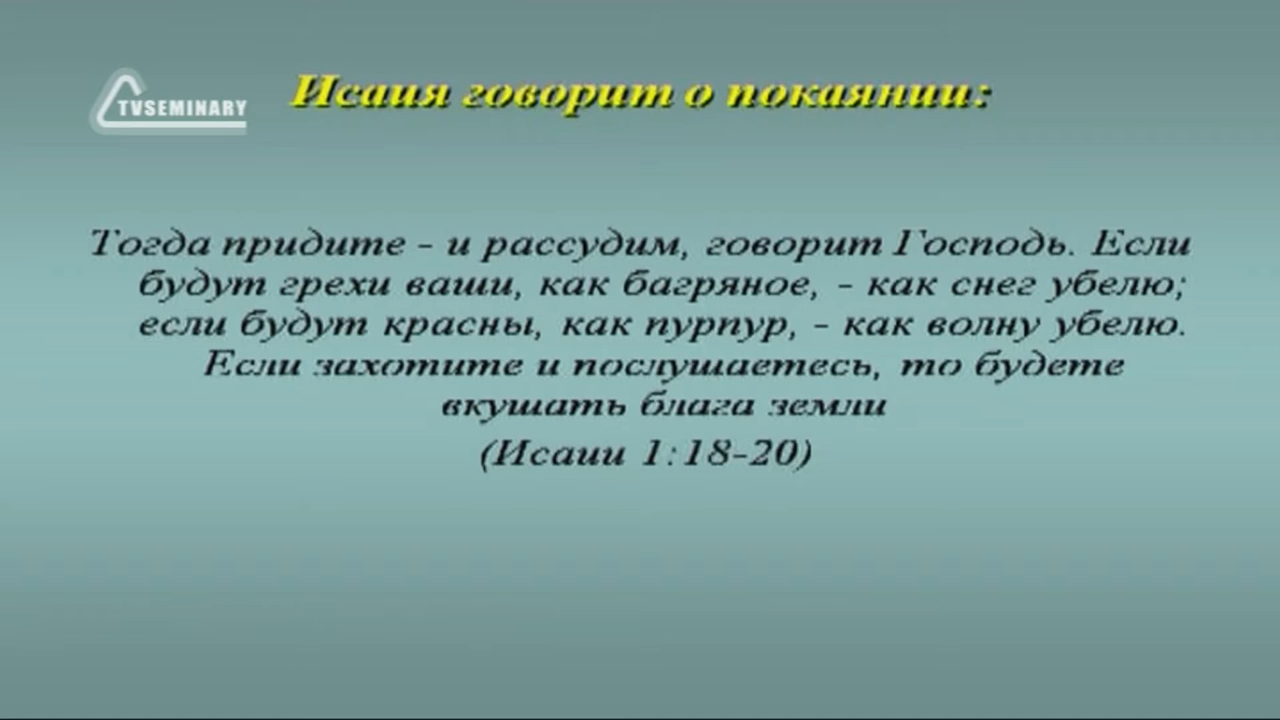 Исаия говорит о покаянии:
TVSEMINARY
Тогда придите - и рассудим, говорит Господь. Если
будут грехи ваши, как багряное, - как снег убелю;
если будут красны, как пурпур, - как волну убелю.
Если захотите и послушаетесь, то будете
вкушать блага земли
(Исаии 1:18-20)